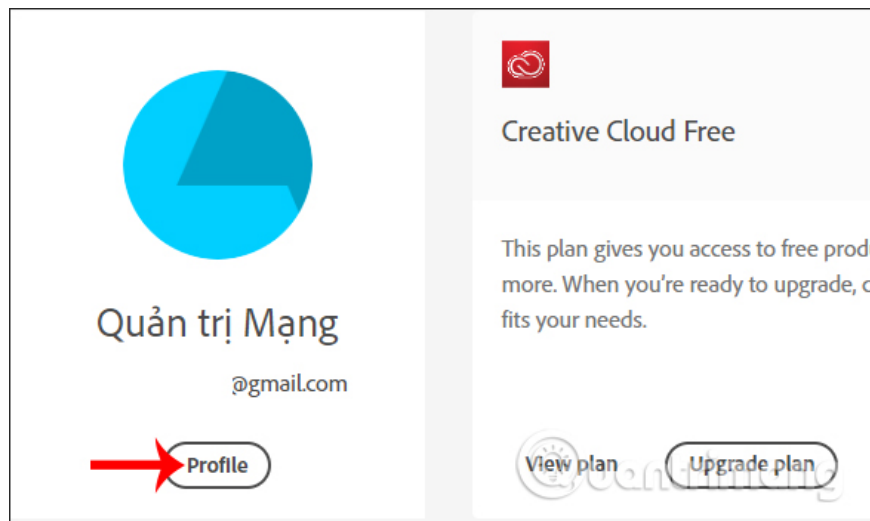 Quản trị Mạng
@gmail.com
Profile
Creative Cloud Free
This plan gives you access to free prod
more. When you're ready to upgrade, c
fits your needs.
View plan
Upgrade plan
Quantrimang